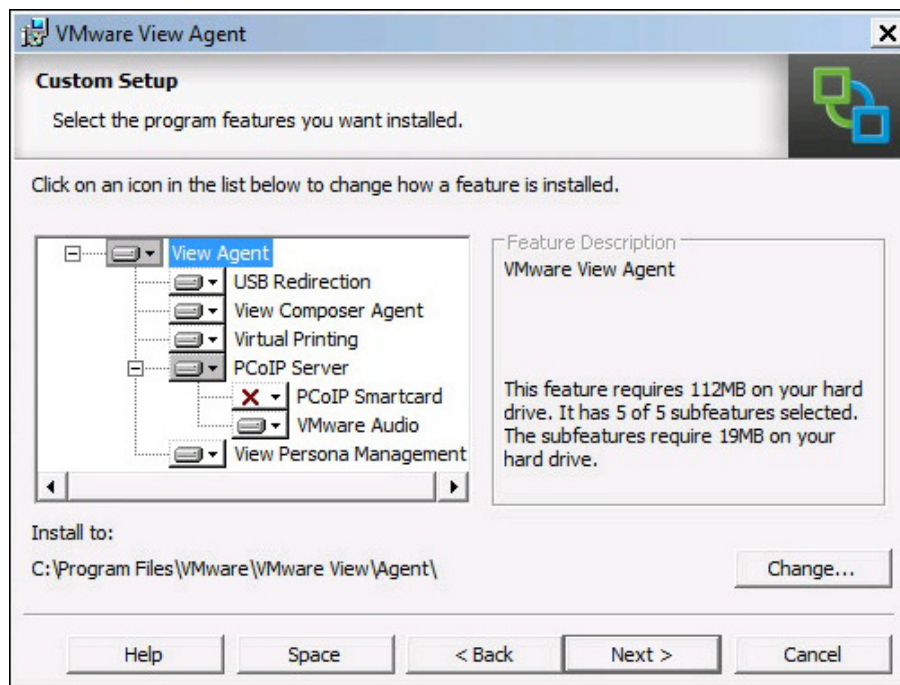 VMware View Agent
Custom Setup
Select the program features you want installed.
Click on an icon in the list below to change how a feature is installed.
View Agent
USB Redirection
View Composer Agent
Virtual Printing
PCoIP Server
PCoIP Smartcard
VMware Audio
View Persona Management
Feature Description
VMware View Agent
This feature requires 112MB on your hard
drive. It has 5 of 5 subfeatures selected.
The subfeatures require 19MB on your
hard drive.
Install to:
C:\Program Files\VMware\VMware View\Agent\
Change...
Help
Space
< Back
Next >
Cancel